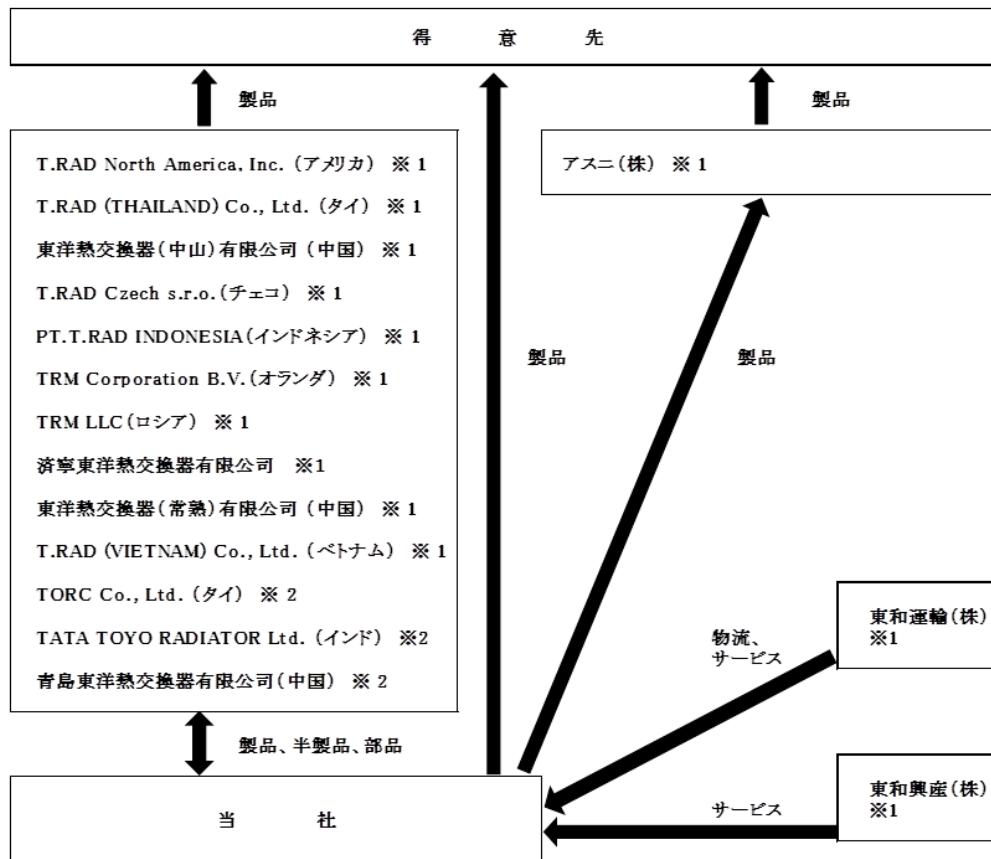 得 意 先
製品
製品
T.RAD North America, Inc. (アメリカ) ※ 1
アスニ(株) ※ 1
T.RAD (THAILAND) Co., Ltd. (タイ) ※ 1
東洋熱交換器(中山)有限公司 (中国) ※ 1
T.RAD Czech s.r.o.(チェコ) ※ 1
PT.T.RAD INDONESIA(インドネシア) ※ 1
TRM Corporation B.V.(オランダ) ※ 1
TRM LLC(ロシア) ※ 1
済寧東洋熱交換器有限公司 ※1
東洋熱交換器(常熟)有限公司 (中国) ※ 1
T.RAD (VIETNAM) Co., Ltd. (ベトナム) ※ 1
TORC Co., Ltd. (タイ) ※ 2
TATA TOYO RADIATOR Ltd. (インド) ※2
青島東洋熱交換器有限公司(中国) ※ 2
製品
製品
東和運輸(株)
※1
物流、
サービス
製品、半製品、部品
当 社
サービス
東和興産(株)
※1